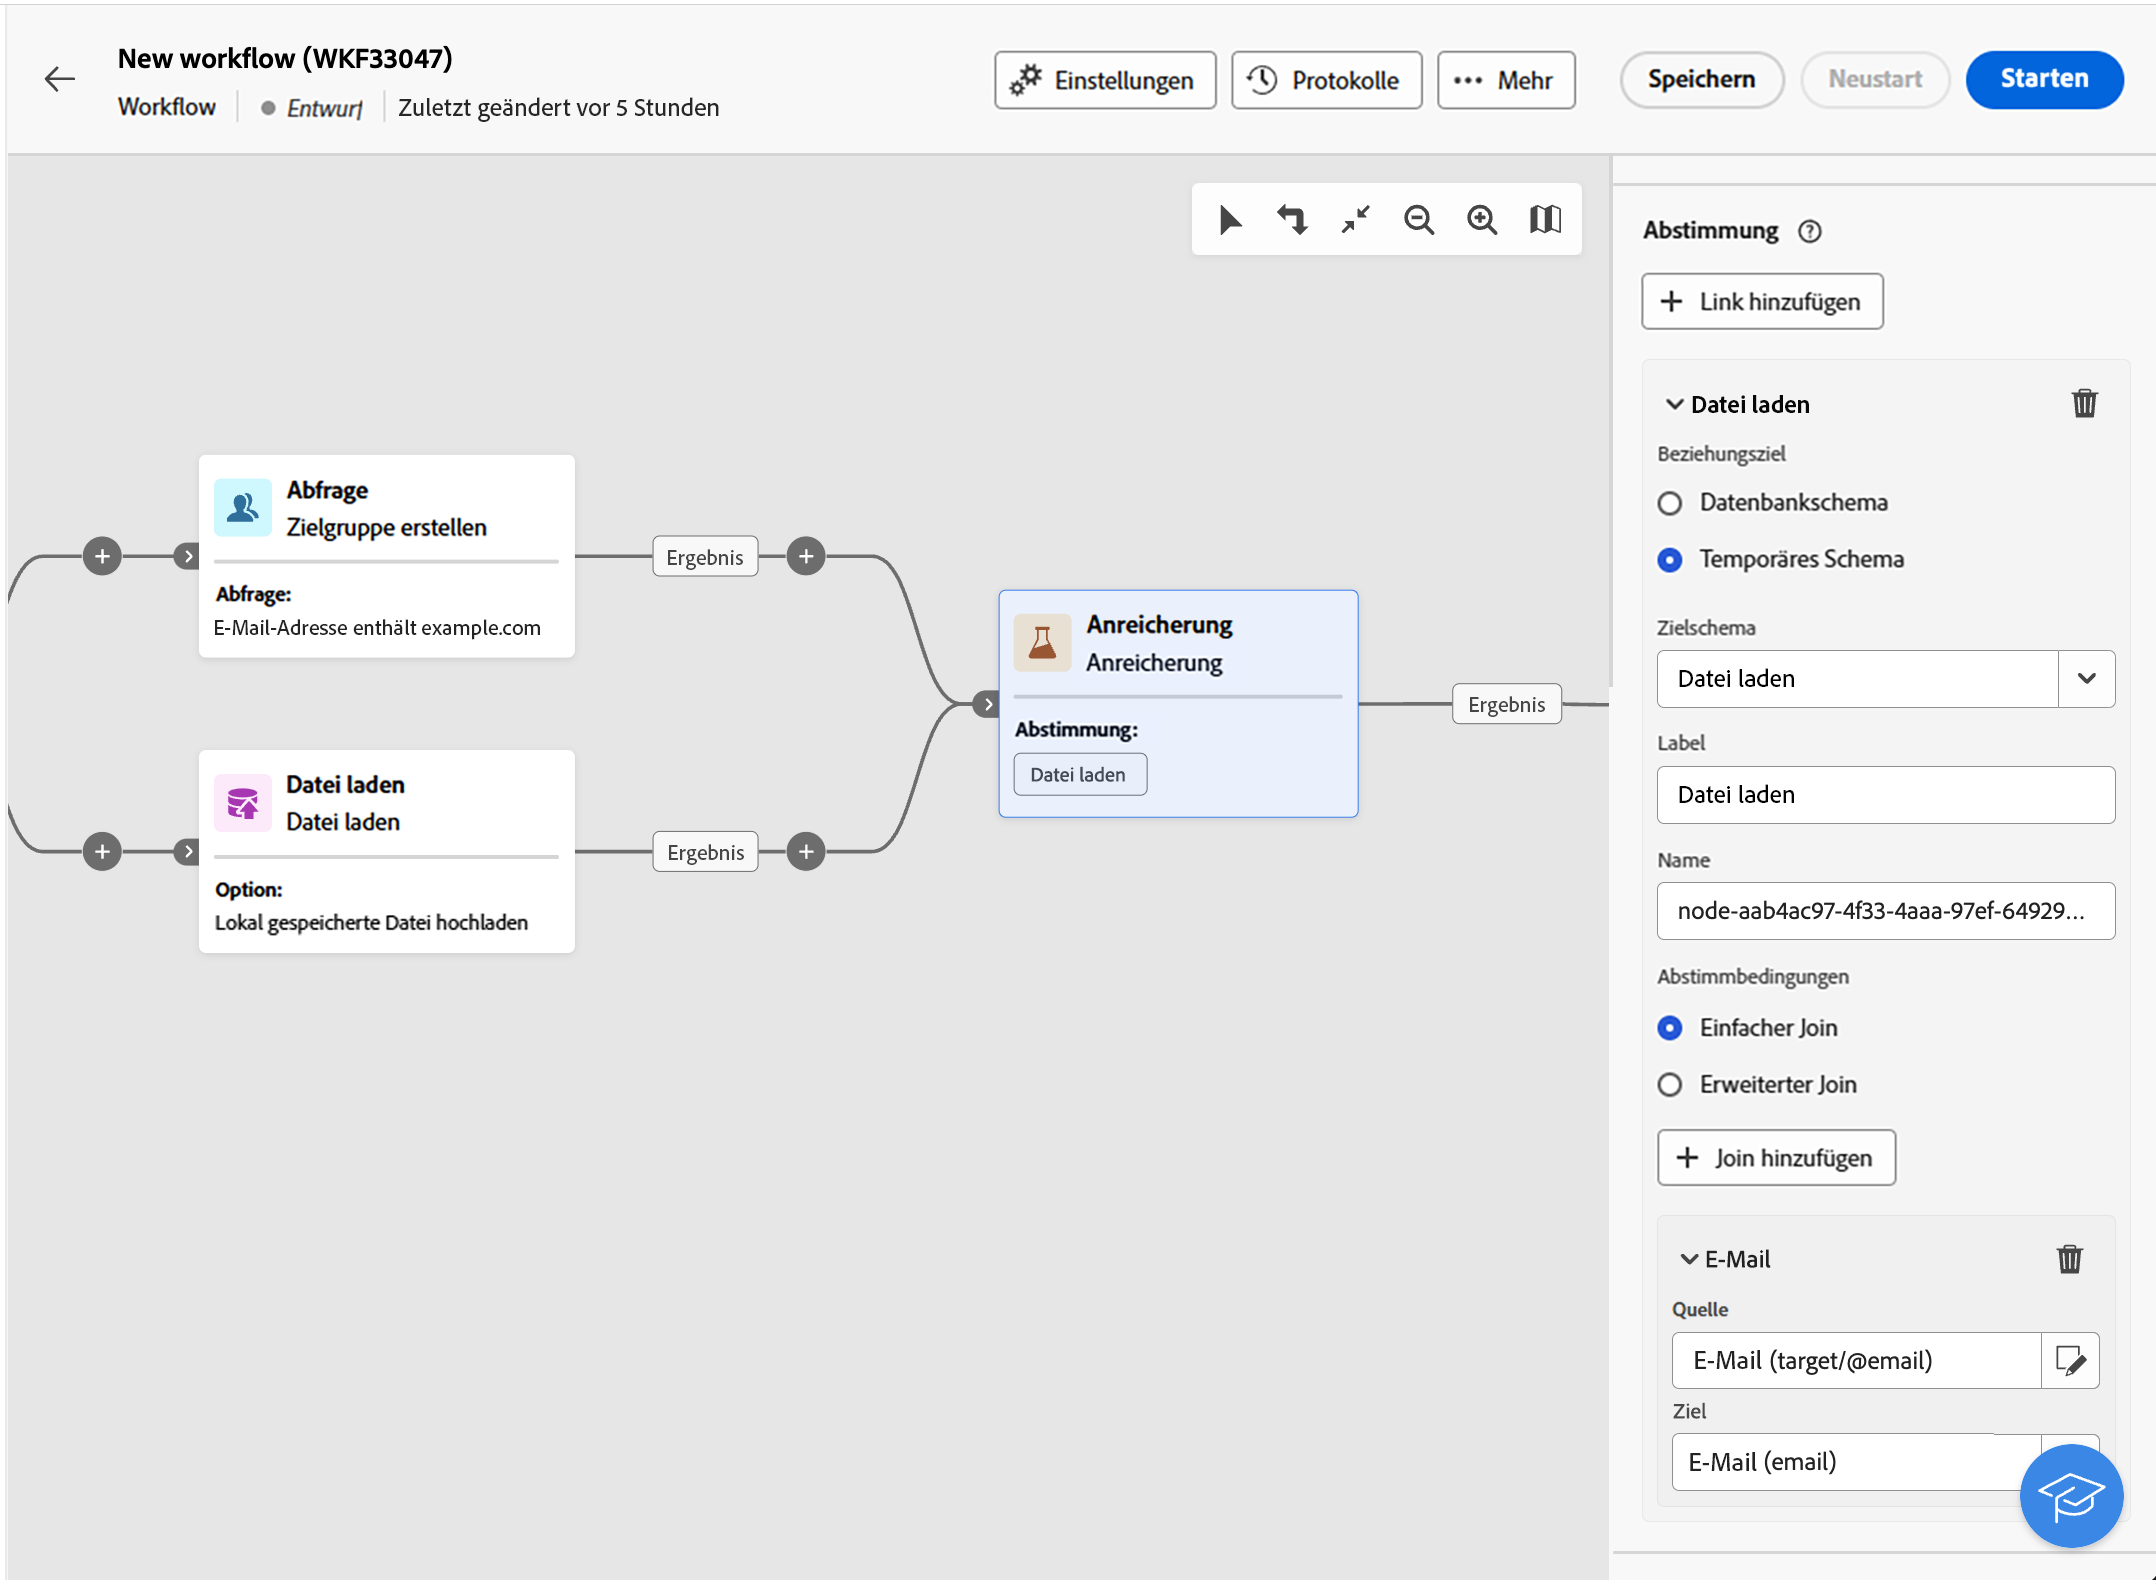 New workflow (WKF33047)
Workflow
Entwurf
Zuletzt geändert vor 5 Stunden
Einstellungen
Protokolle
Mehr
Speichern
Neustart
Starten
Abfrage
Zielgruppe erstellen
Abfrage:
E-Mail-Adresse enthält example.com
Ergebnis
Datei laden
Datei laden
Option:
Lokal gespeicherte Datei hochladen
Ergebnis
Anreicherung
Anreicherung
Abstimmung:
Datei laden
Ergebnis
Abstimmung
Link hinzufügen
Datei laden
Beziehungsziel
Datenbankschema
Temporäres Schema
Zielschema
Datei laden
Label
Datei laden
Name
node-aab4ac97-4f33-4aaa-97ef-64929...
Abstimmbedingungen
Einfacher Join
Erweiterter Join
Join hinzufügen
E-Mail
Quelle
E-Mail (target/@email)
Ziel
E-Mail (email)